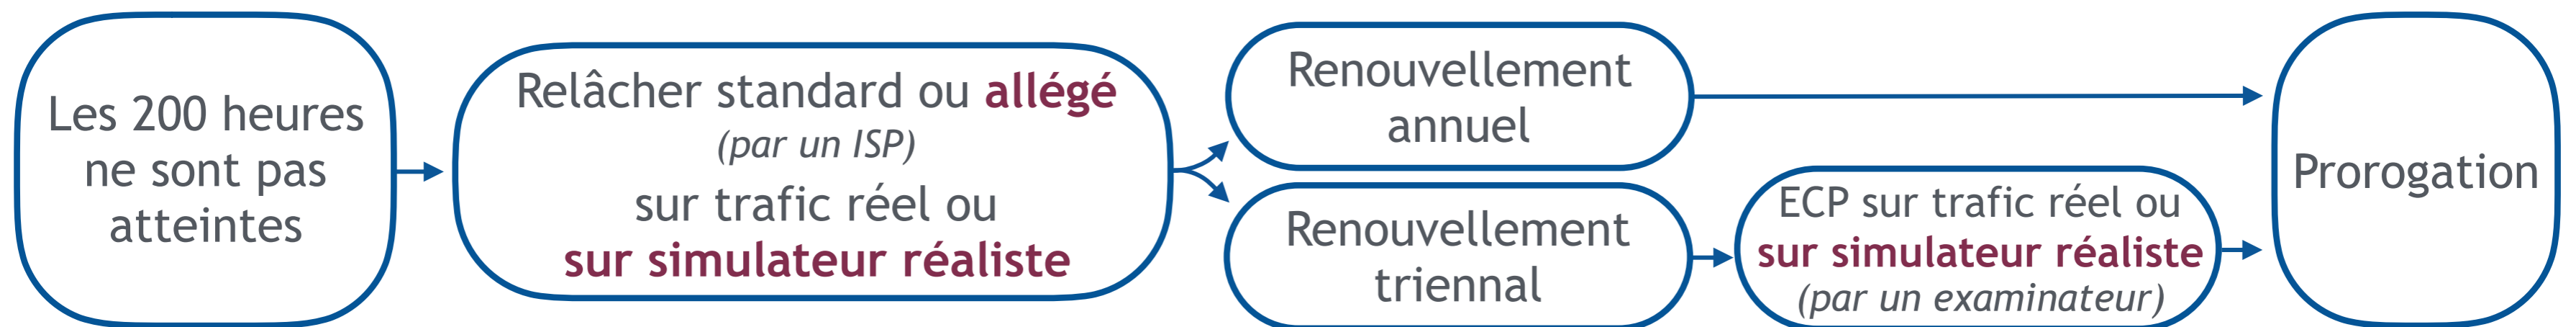 Les 200 heures
ne sont pas
atteintes
Relâcher standard ou allégé
(par un ISP)
sur trafic réel ou
sur simulateur réaliste
Renouvellement
annuel
Renouvellement
triennal
ECP sur trafic réel ou
sur simulateur réaliste
(par un examinateur)
Prorogation